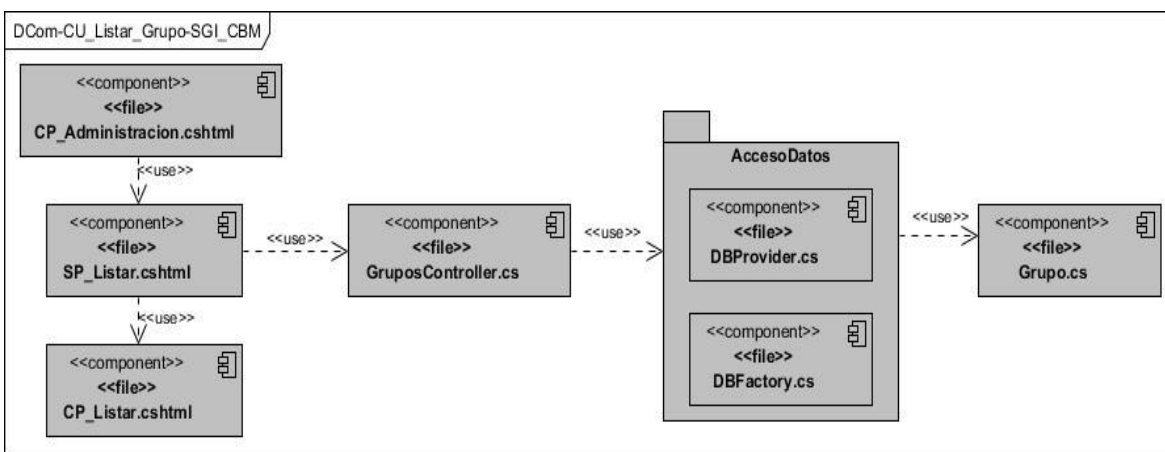 DCom-CU_Listar_Grupo-SGI_CBM
<<component>>
<<file>>
CP_Administracion.cshtml
<<use>>
<<component>>
<<file>>
SP_Listar.cshtml
<<use>>
<<component>>
<<file>>
CP_Listar.cshtml
<<use>>
<<component>>
<<file>>
GruposController.cs
<<use>>
AccesoDatos
<<component>>
<<file>>
DBProvider.cs
<<component>>
<<file>>
DBFactory.cs
<<use>>
<<component>>
<<file>>
Grupo.cs